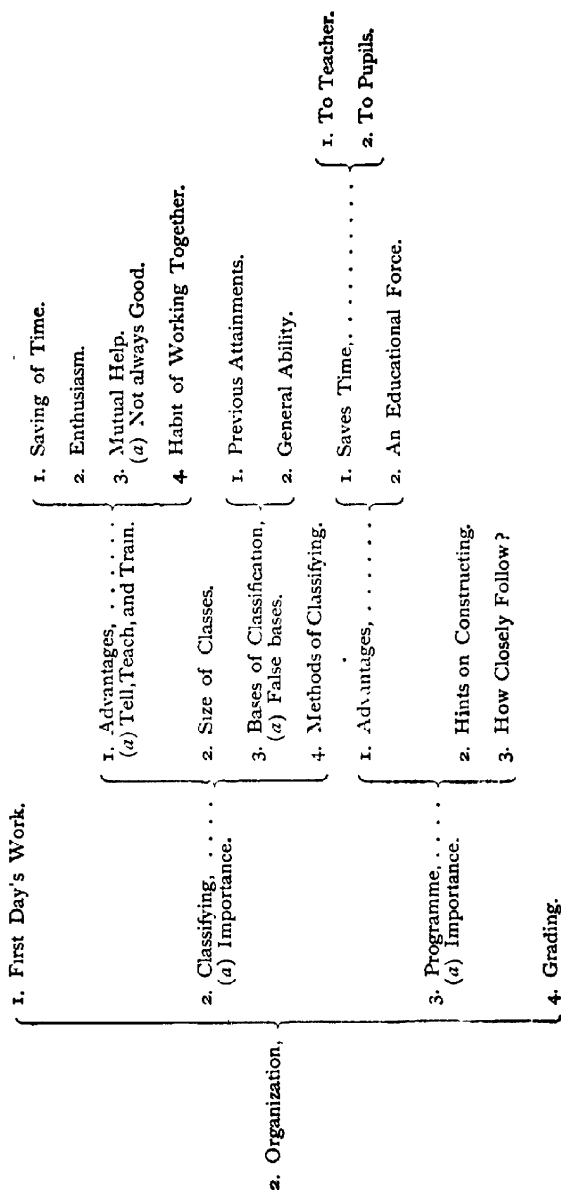 2. Organization,
1. First Day's Work.
2. Classifying, . . . .
(a) Importance.
1. Advantages, . . . . . .
(a) Tell, Teach, and Train.
1. Saving of Time.
2. Enthusiasm.
3. Mutual Help.
(a) Not always Good.
4. Habit of Working Together.
2. Size of Classes.
3. Bases of Classification,
(a) False bases.
1. Previous Attainments.
2. General Ability.
4. Methods of Classifying.
3. Programme, . . . .
(a) Importance.
1. Advantages, . . . . . . .
1. Saves Time, . . . . . . . . . . .
1. To Teacher.
2. To Pupils.
2. An Educational Force.
2. Hints on Constructing.
3. How Closely Follow?
4. Grading.